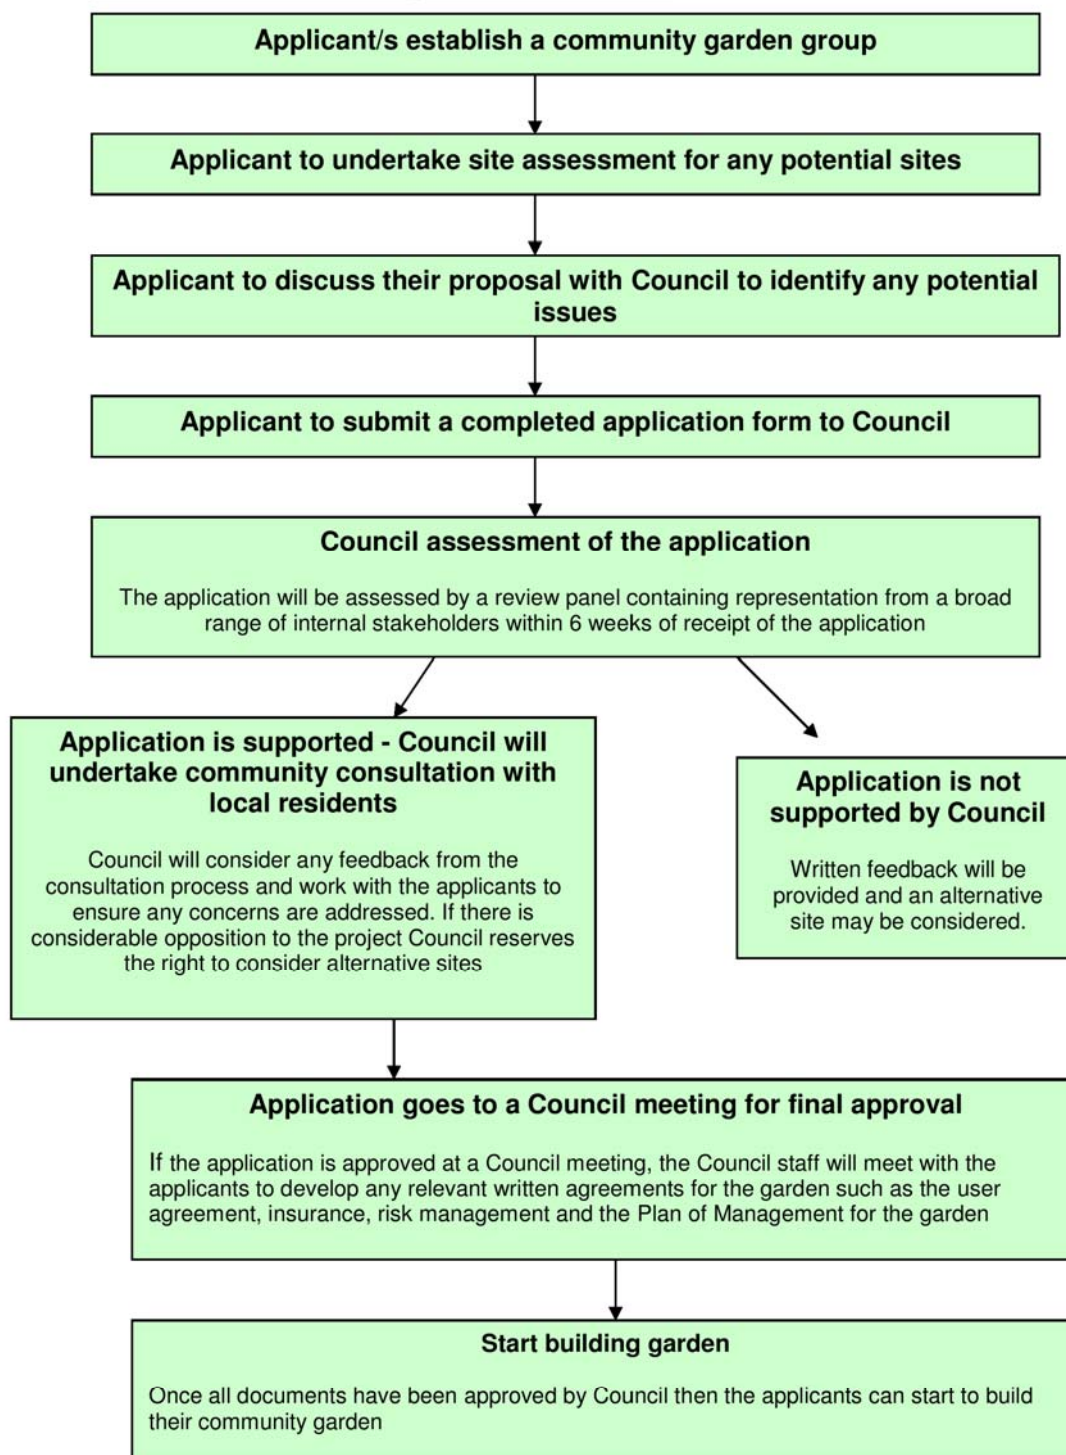 Applicant/s establish a community garden group
Applicant to undertake site assessment for any potential sites
Applicant to discuss their proposal with Council to identify any potential
issues
Applicant to submit a completed application form to Council
Council assessment of the application
The application will be assessed by a review panel containing representation from a broad
range of internal stakeholders within 6 weeks of receipt of the application
Application is supported - Council will
undertake community consultation with
local residents
Council will consider any feedback from the
consultation process and work with the applicants to
ensure any concerns are addressed. If there is
considerable opposition to the project Council reserves
the right to consider alternative sites
Application is not
supported by Council
Written feedback will be
provided and an alternative
site may be considered.
Application goes to a Council meeting for final approval
If the application is approved at a Council meeting, the Council staff will meet with the
applicants to develop any relevant written agreements for the garden such as the user
agreement, insurance, risk management and the Plan of Management for the garden
Start building garden
Once all documents have been approved by Council then the applicants can start to build
their community garden